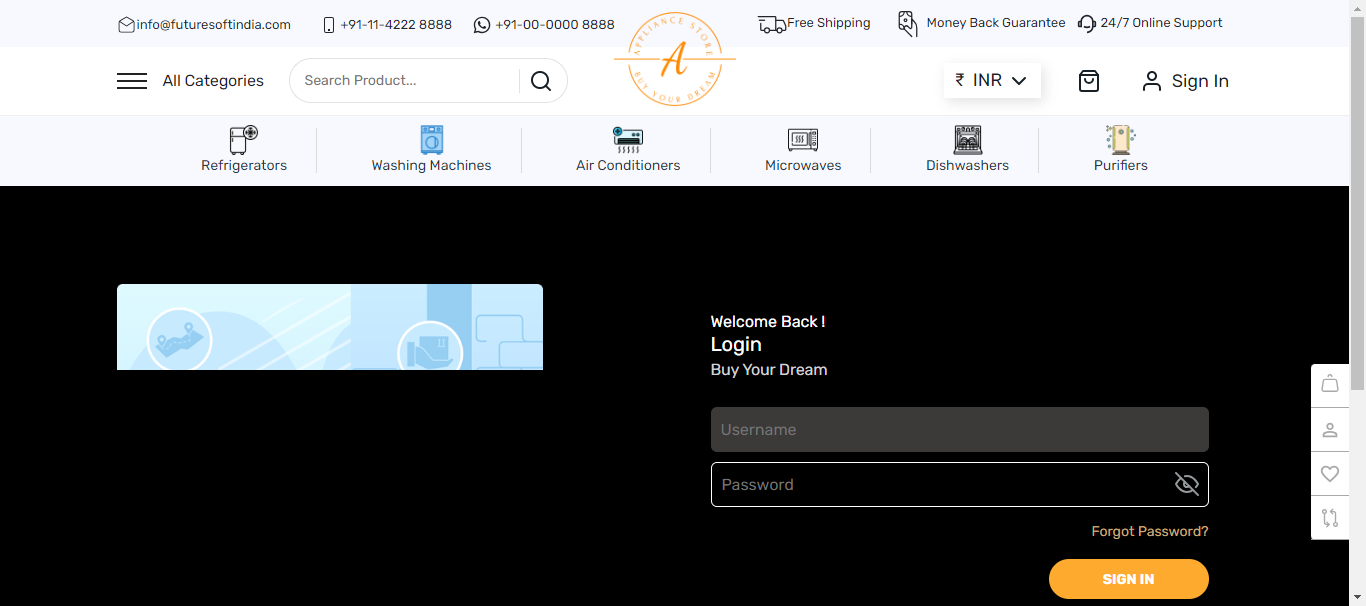 info@futuresoftindia.com +91-11-4222 8888 +91-00-0000 8888 Free Shipping Money Back Guarantee 24/7 Online Support
APPLIANCE STORE
A
BUY YOUR DREAM
All Categories Search Product... ₹ INR Sign In
Refrigerators Washing Machines Air Conditioners Microwaves Dishwashers Purifiers
Welcome Back !
Login
Buy Your Dream
Username
Password
Forgot Password?
SIGN IN